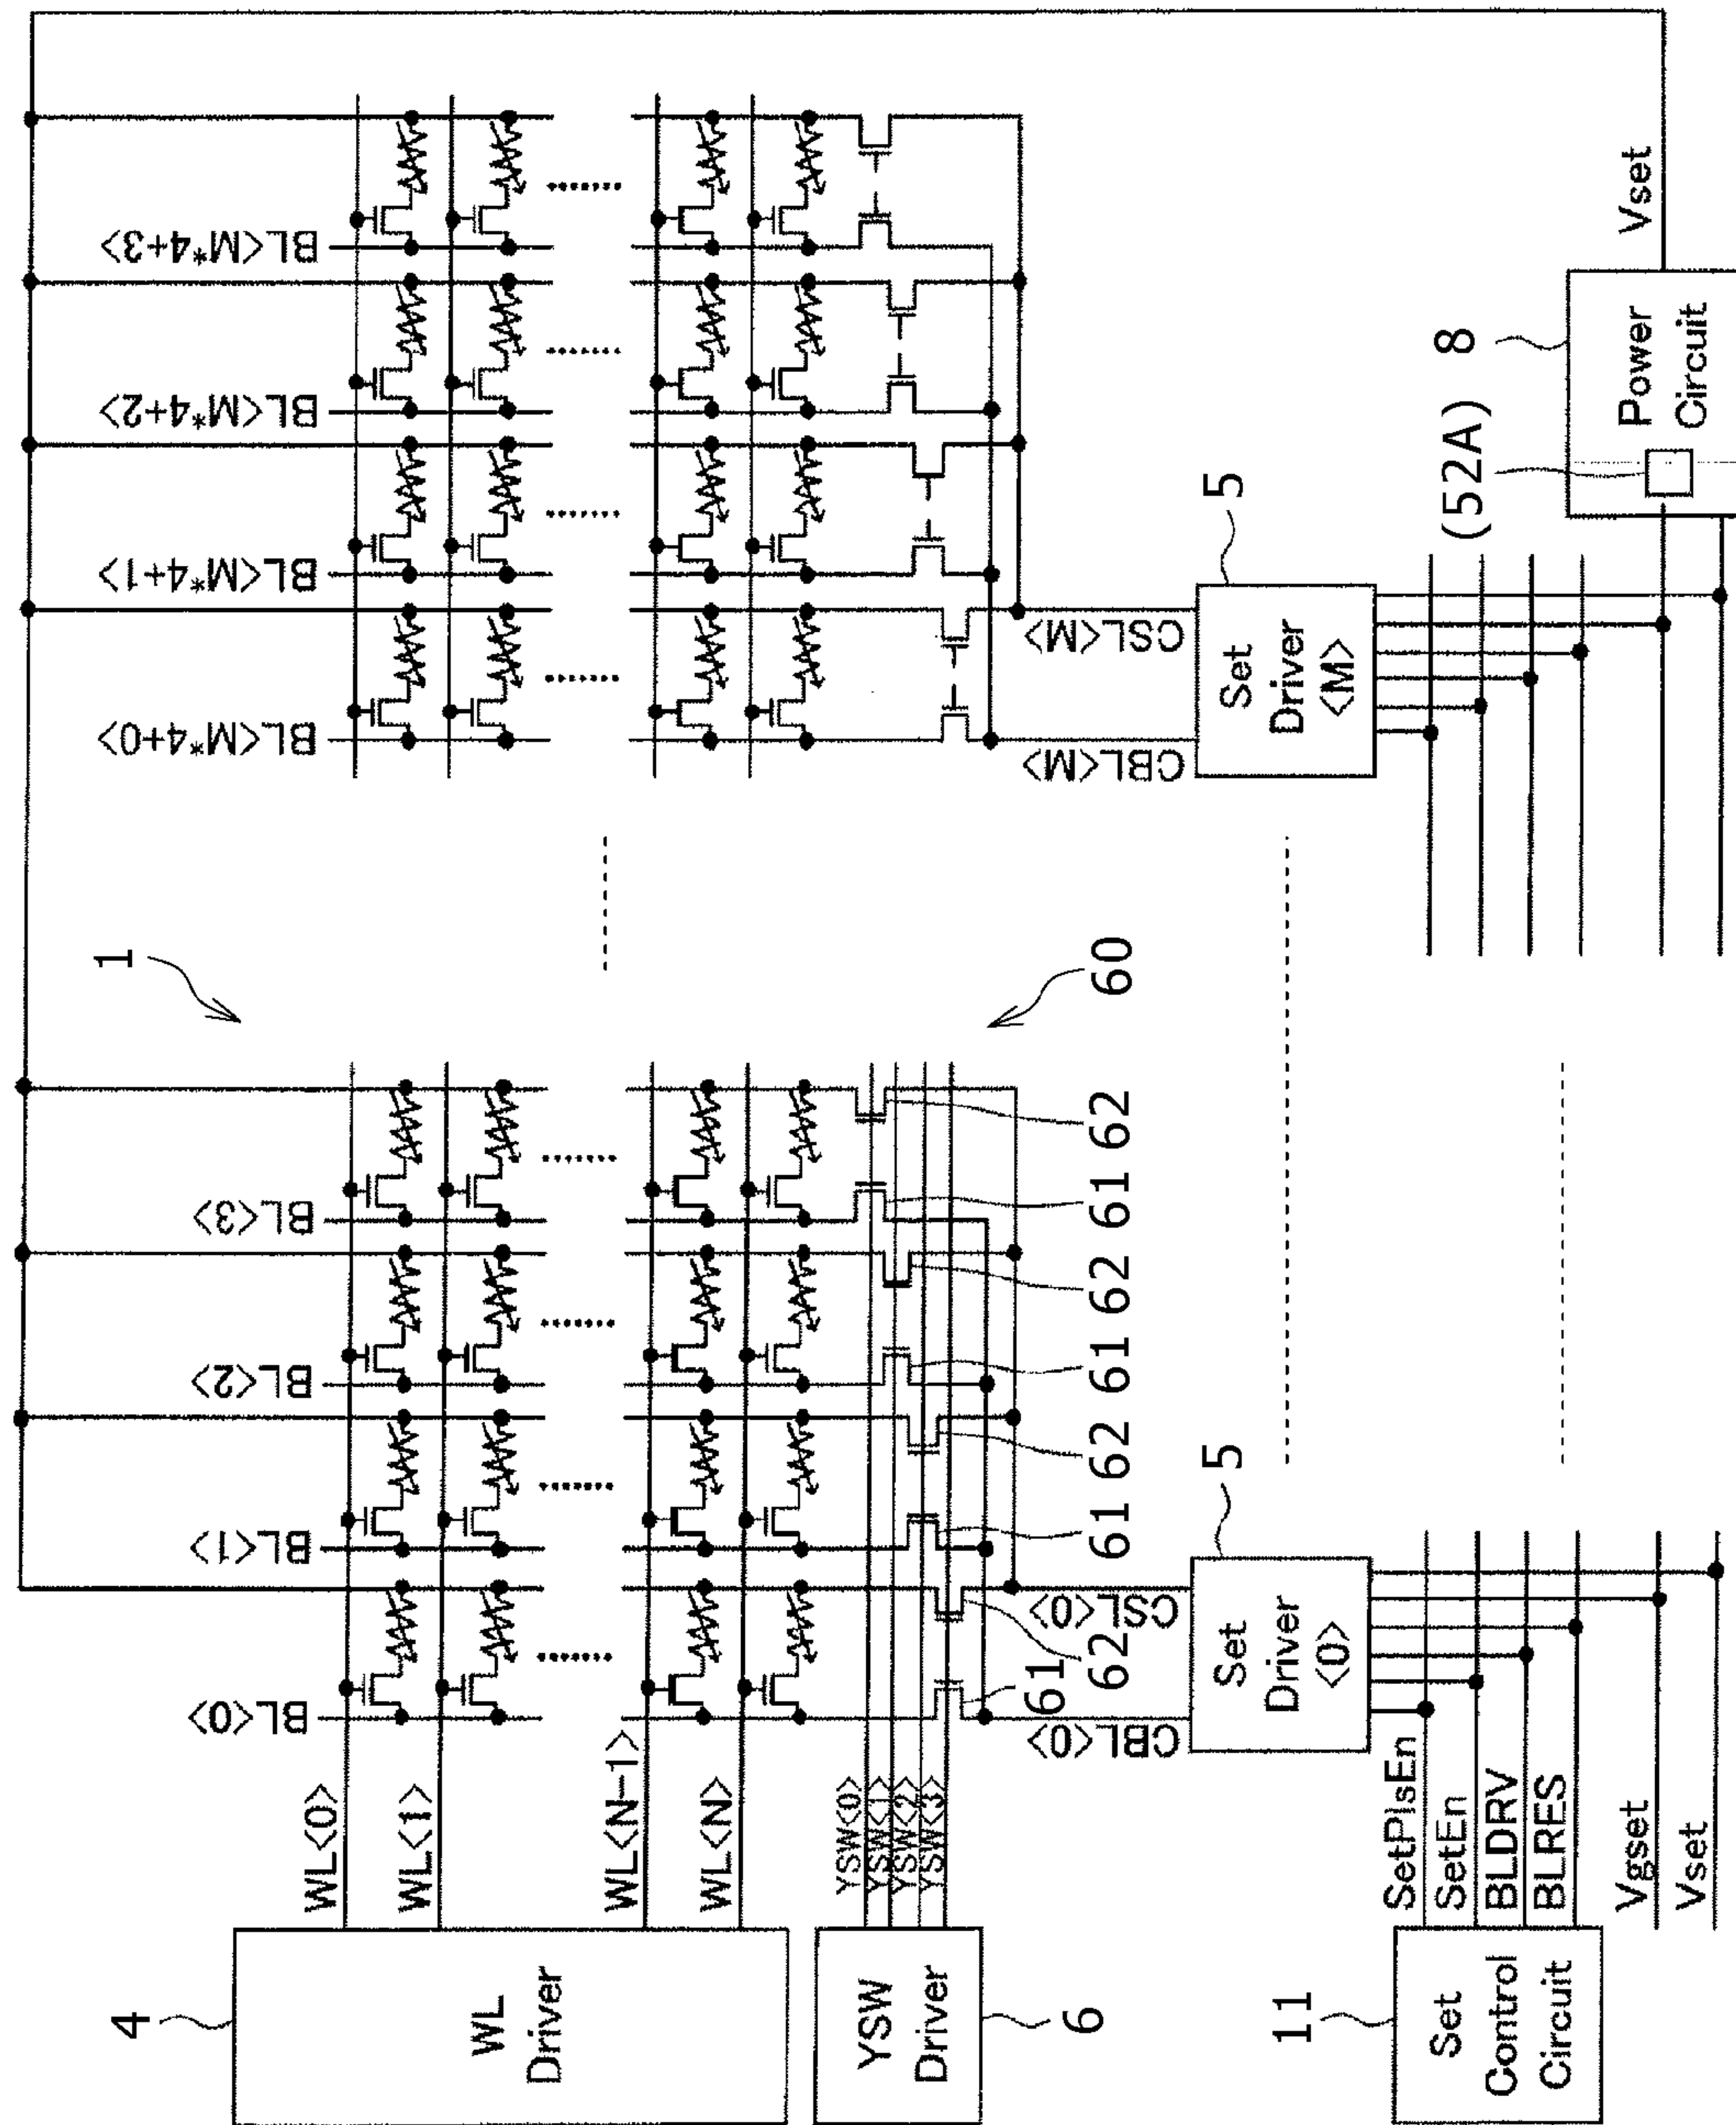 1
BL<0>
BL<1>
BL<2>
BL<3>
BL<M*4+0>
BL<M*4+1>
BL<M*4+2>
BL<M*4+3>
4
WL
Driver
WL<0>
WL<1>
WL<N-1>
WL<N>
6
YSW
Driver
YSW<0>
YSW<1>
YSW<2>
YSW<3>
60
61
62
61
62
61
62
61
62
CBL<0>
CSL<0>
CBL<M>
CSL<M>
5
Set
Driver
<0>
5
Set
Driver
<M>
11
Set
Control
Circuit
SetPlsEn
SetEn
BLDRV
BLRES
Vgset
Vset
(52A)
8
Power
Circuit
Vset